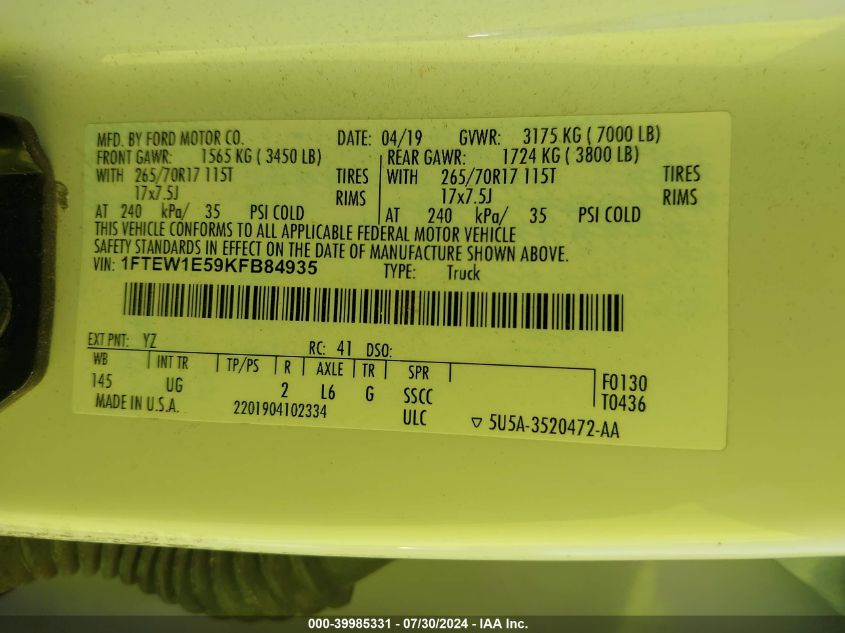 MFD. BY FORD MOTOR CO. DATE: 04/19 GVWR: 3175 KG ( 7000 LB)
FRONT GAWR: 1565 KG ( 3450 LB) REAR GAWR: 1724 KG ( 3800 LB)
WITH 265/70R17 115T TIRES WITH 265/70R17 115T TIRES
17x7.5J RIMS 17x7.5J RIMS
AT 240 kPa/ 35 PSI COLD AT 240 kPa/ 35 PSI COLD
THIS VEHICLE CONFORMS TO ALL APPLICABLE FEDERAL MOTOR VEHICLE
SAFETY STANDARDS IN EFFECT ON THE DATE OF MANUFACTURE SHOWN ABOVE.
VIN: 1FTEW1E59KFB84935 TYPE: Truck
EXT PNT: YZ RC: 41 DSO:
WB INT TR TP/PS R AXLE TR SPR
145 UG 2 L6 G SSCC F0130
MADE IN U.S.A. 2201904102334 ULC T0436
5U5A-3520472-AA
000-39985331 - 07/30/2024 - IAA Inc.